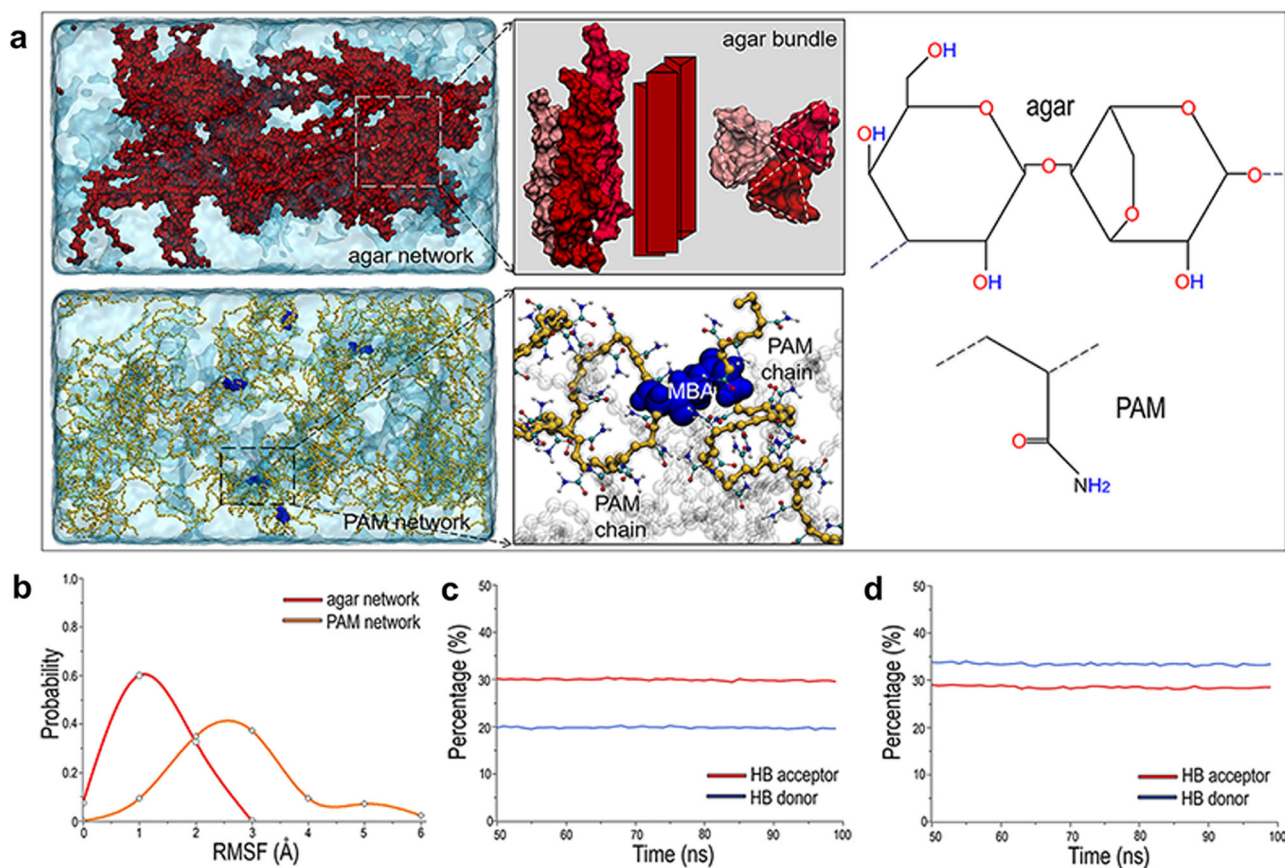 a
agar network
agar bundle
OH
O
agar
O
OH
O
O
O
OH
OH
PAM network
PAM
chain
MBA
PAM
chain
PAM
O
NH2
b
1.0
0.8
0.6
0.4
0.2
0
0
1
2
3
4
5
6
Probability
RMSF (Å)
agar network
PAM network
c
50
40
30
20
10
50
60
70
80
90
100
Percentage (%)
Time (ns)
HB acceptor
HB donor
d
50
40
30
20
10
50
60
70
80
90
100
Percentage (%)
Time (ns)
HB acceptor
HB donor